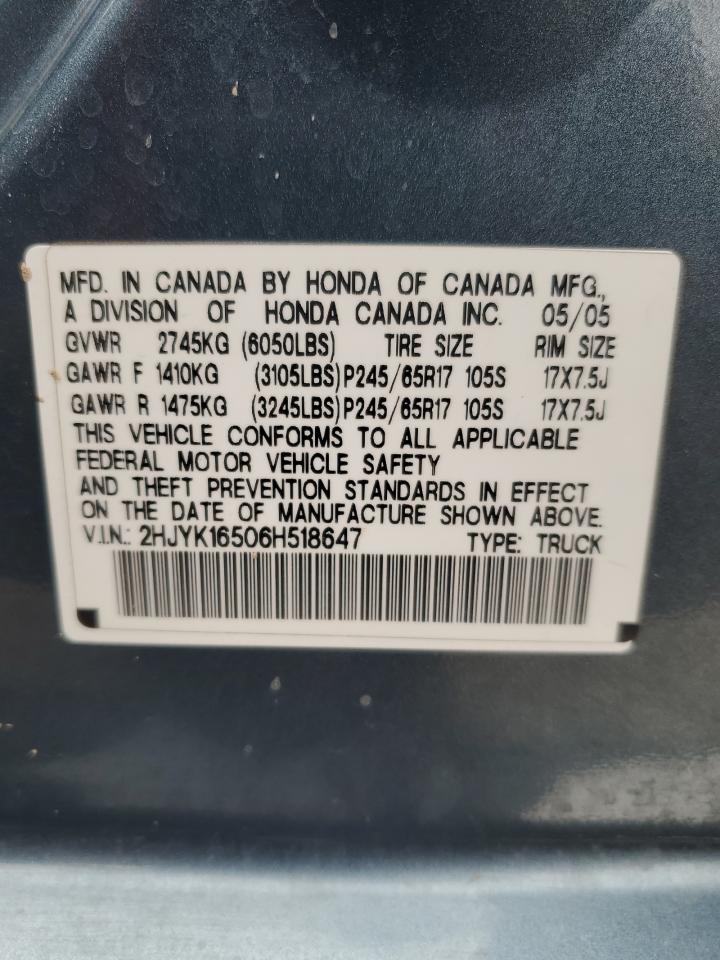 MFD. IN CANADA BY HONDA OF CANADA MFG.,
A DIVISION OF HONDA CANADA INC. 05/05
GVWR 2745KG (6050LBS) TIRE SIZE RIM SIZE
GAWR F 1410KG (3105LBS) P245/65R17 105S 17X7.5J
GAWR R 1475KG (3245LBS) P245/65R17 105S 17X7.5J
THIS VEHICLE CONFORMS TO ALL APPLICABLE
FEDERAL MOTOR VEHICLE SAFETY
AND THEFT PREVENTION STANDARDS IN EFFECT
ON THE DATE OF MANUFACTURE SHOWN ABOVE.
V.I.N.: 2HJYK16506H518647 TYPE: TRUCK